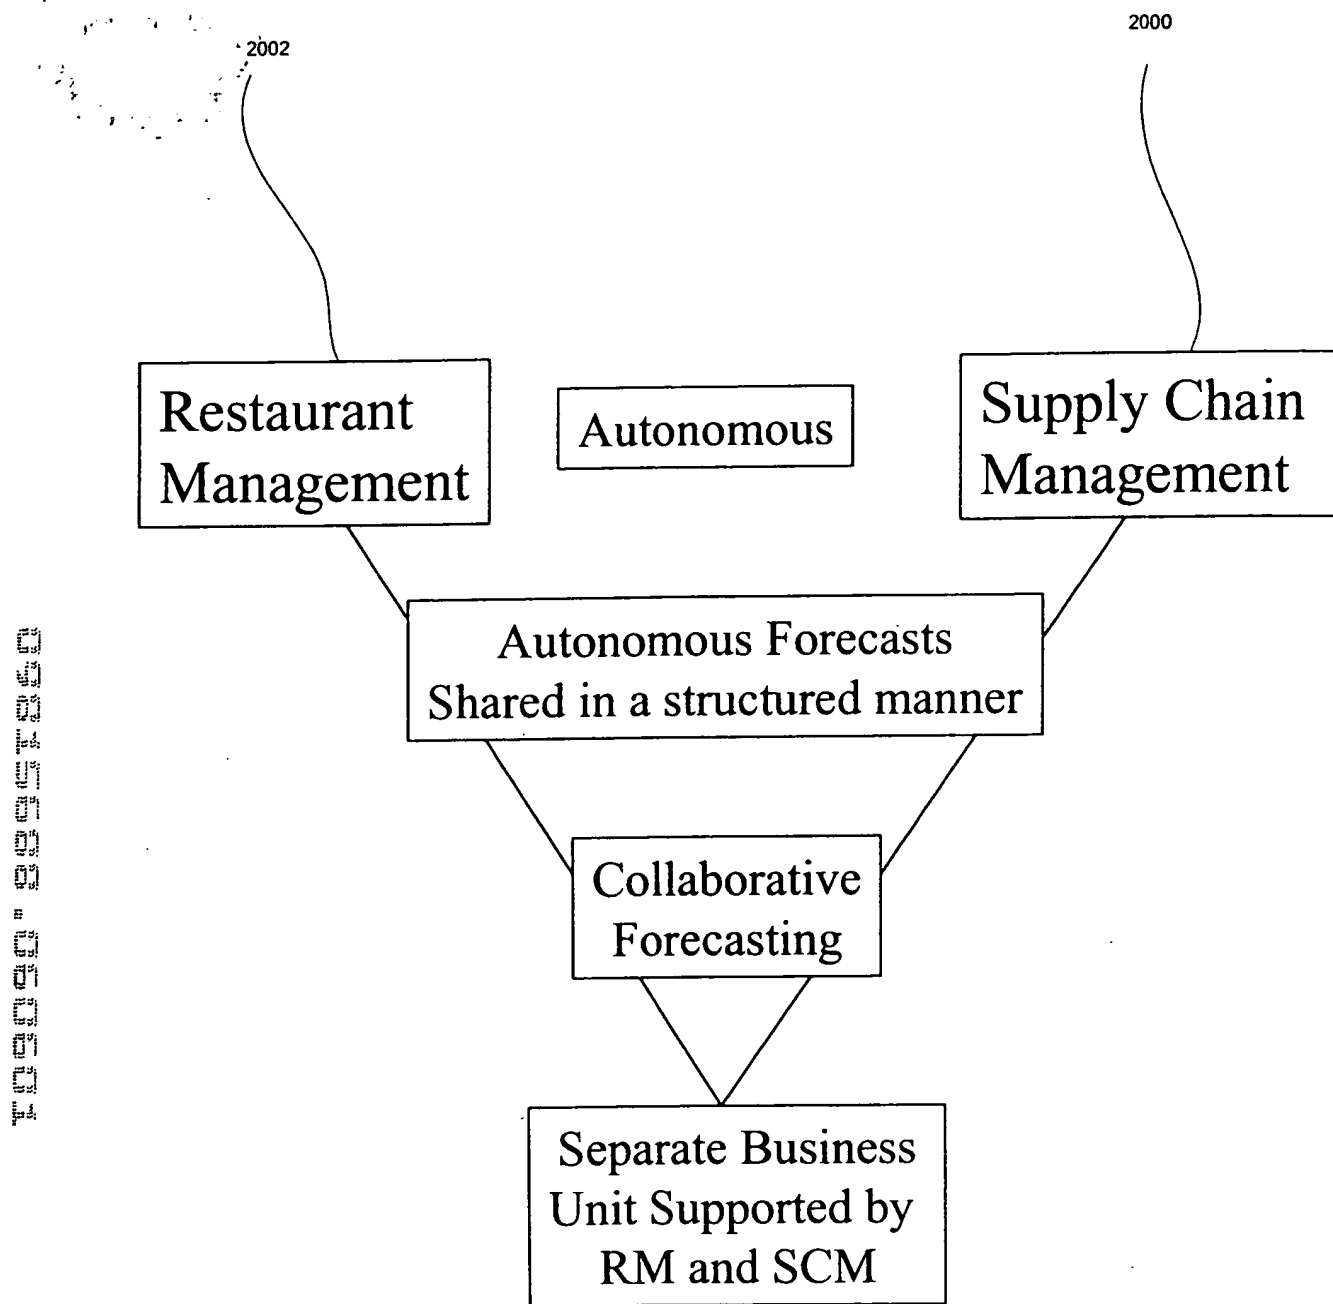 2002
2000
Restaurant
Management
Autonomous
Supply Chain
Management
Autonomous Forecasts
Shared in a structured manner
Collaborative
Forecasting
Separate Business
Unit Supported by
RM and SCM